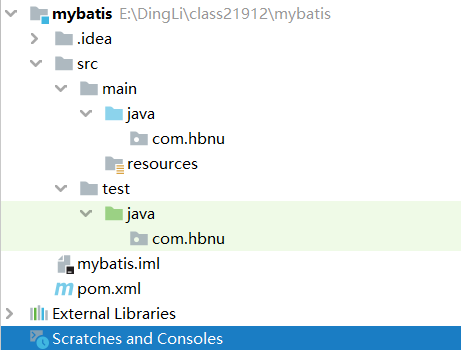 mybatis E:\DingLi\class21912\mybatis
.idea
src
main
java
com.hbnu
resources
test
java
com.hbnu
mybatis.iml
pom.xml
External Libraries
Scratches and Consoles